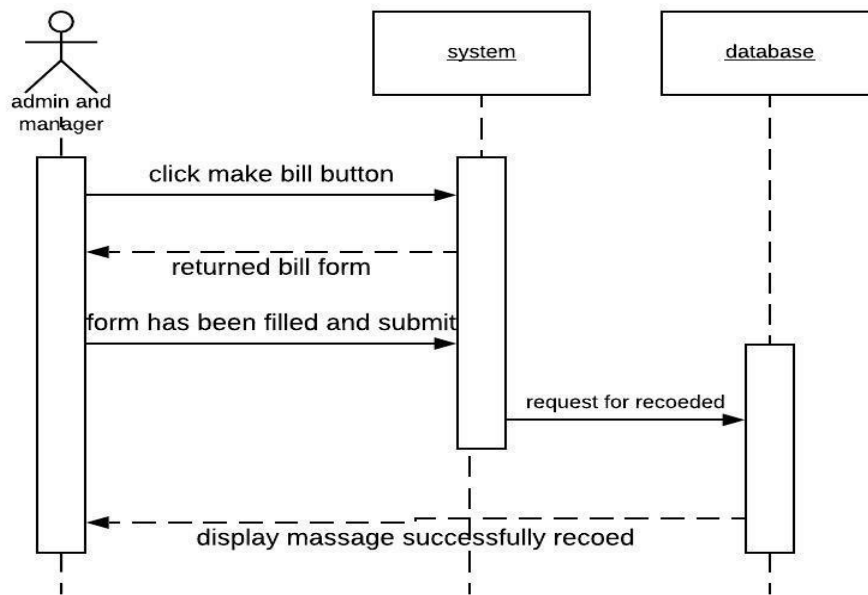 system
database
admin and
manager
click make bill button
returned bill form
form has been filled and submit
request for recoeded
display massage successfully recoed